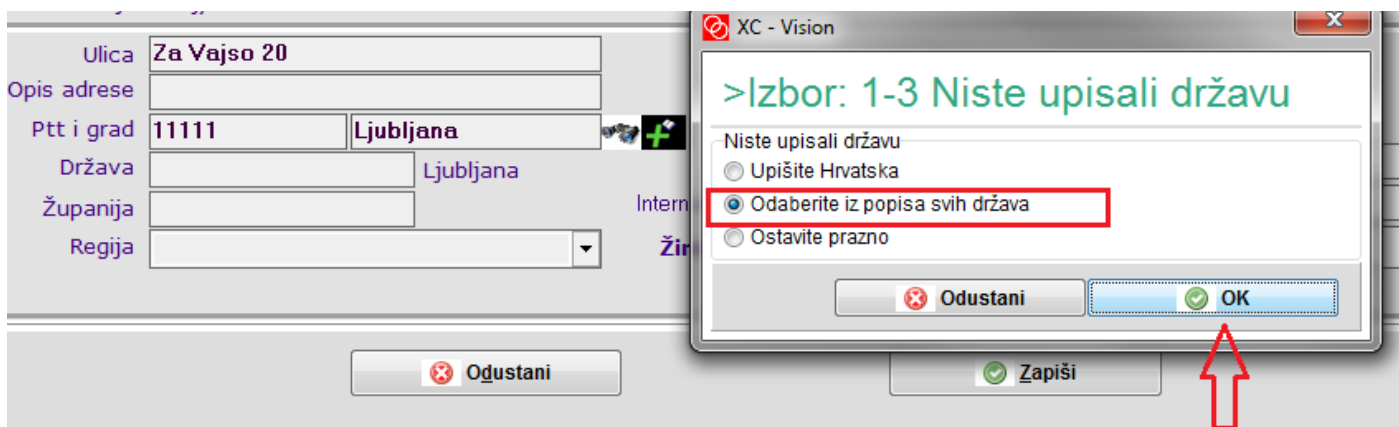 Ulica Za Vajso 20
Opis adrese
Ptt i grad 11111 Ljubljana
Država Ljubljana
Županija
Intern
Regija
Žir
Odustani Zapiši
XC - Vision
>Izbor: 1-3 Niste upisali državu
Niste upisali državu
Upišite Hrvatska
Odaberite iz popisa svih država
Ostavite prazno
Odustani OK